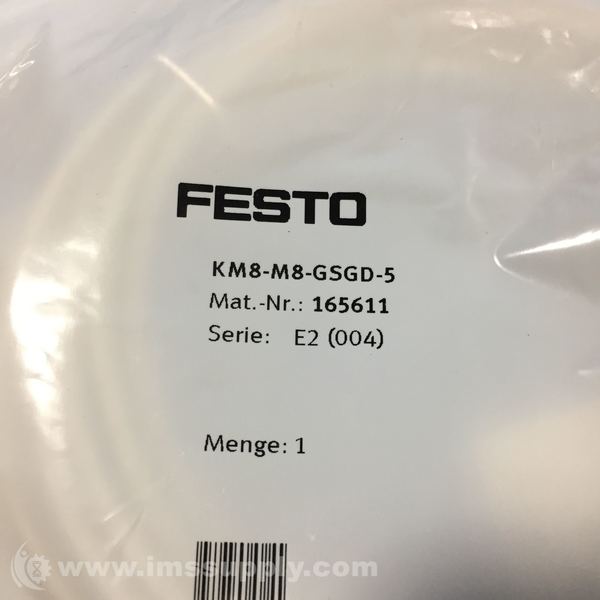 FESTO
KM8-M8-GSGD-5
Mat.-Nr.: 165611
Serie: E2 (004)
Menge: 1
www.imssupply.com